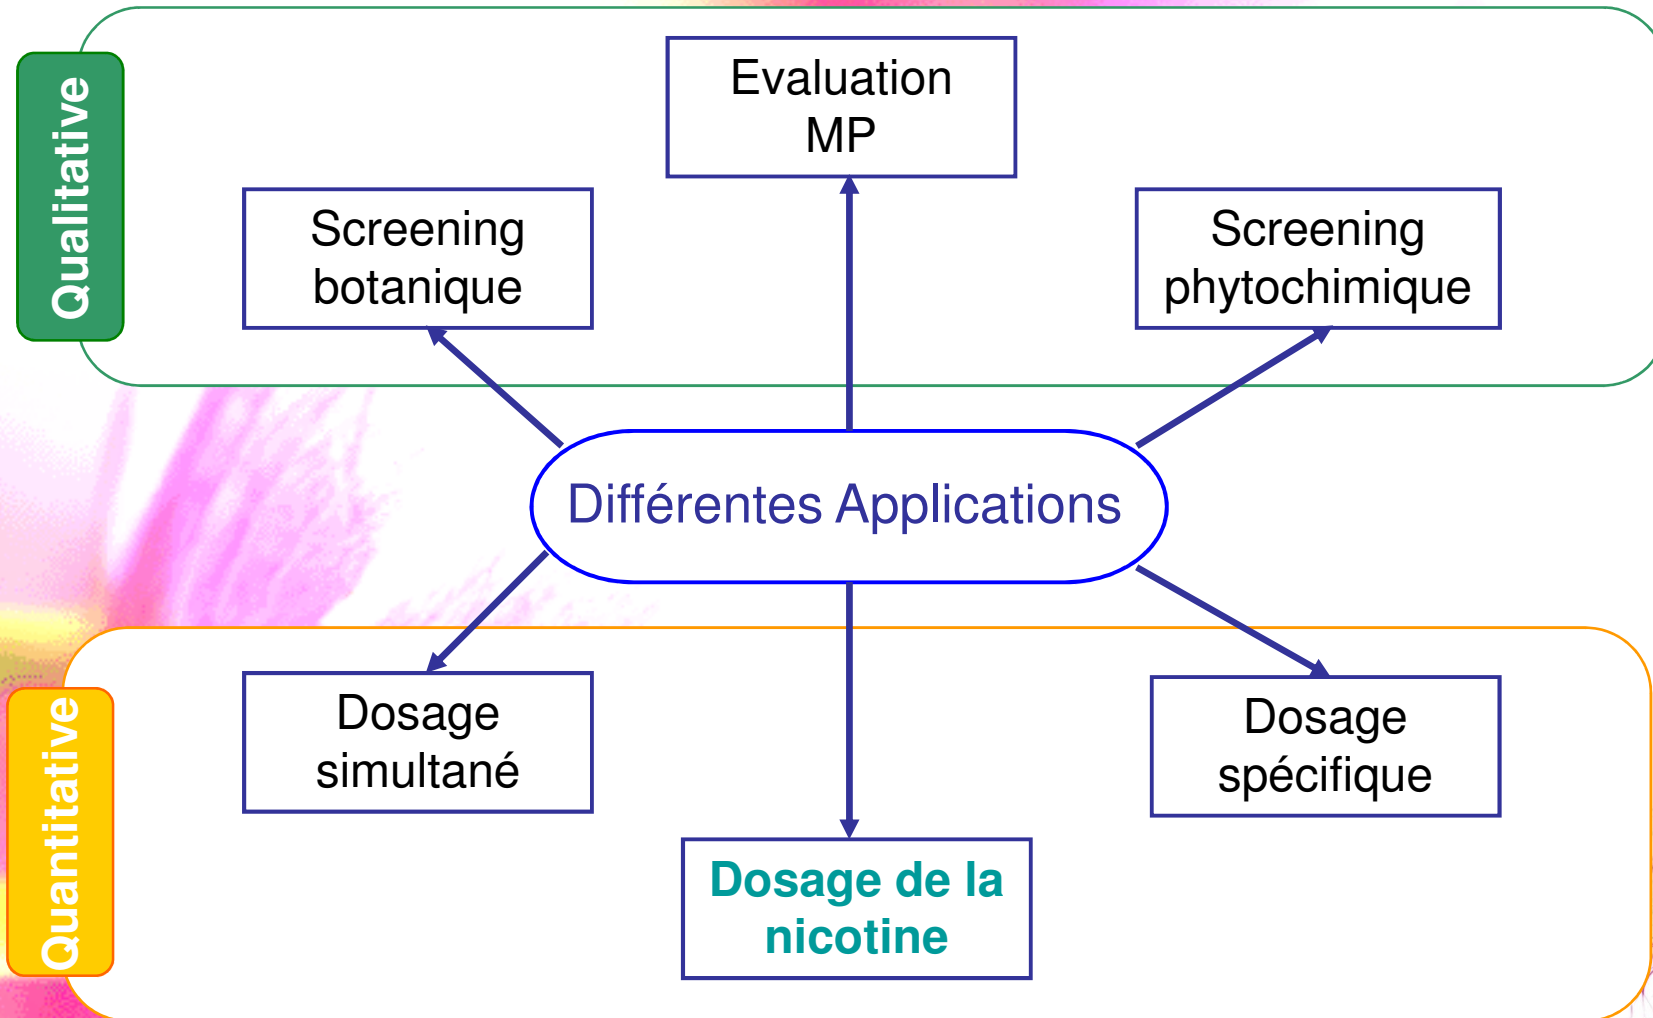 Qualitative
Evaluation
MP
Screening
botanique
Screening
phytochimique
Différentes Applications
Quantitative
Dosage
simultané
Dosage
spécifique
Dosage de la
nicotine